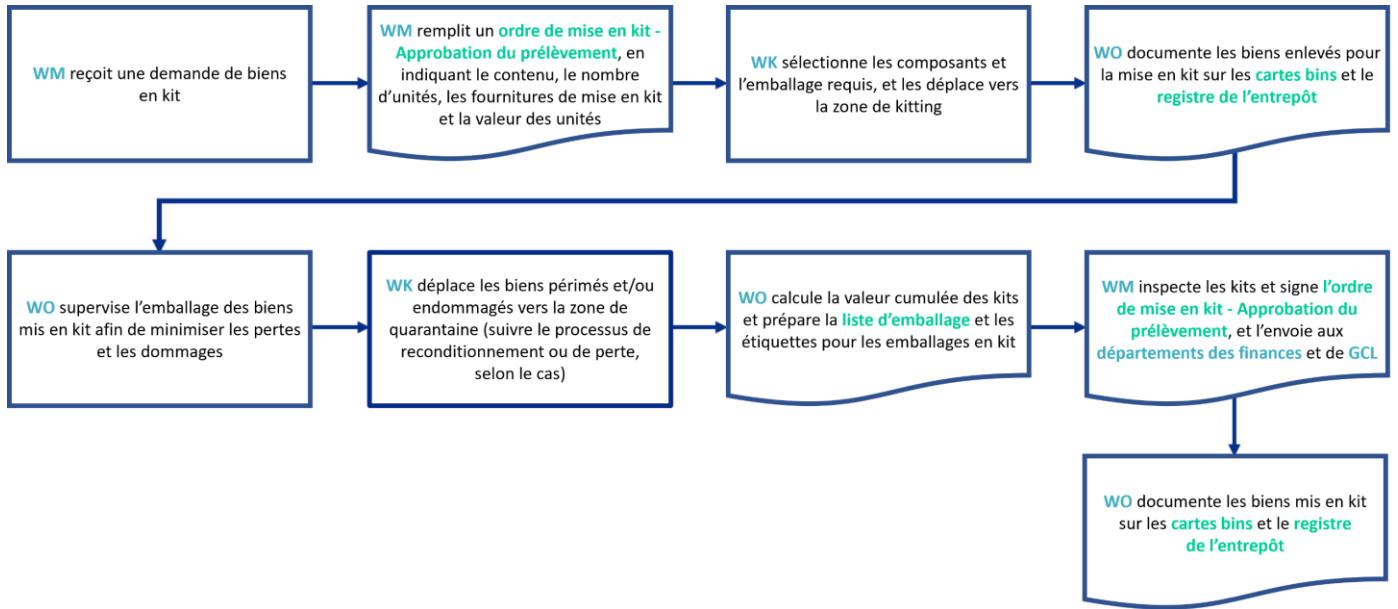 WM reçoit une demande de biens
en kit
WM remplit un ordre de mise en kit -
Approbation du prélèvement, en
indiquant le contenu, le nombre
d’unités, les fournitures de mise en kit
et la valeur des unités
WK sélectionne les composants et
l’emballage requis, et les déplace vers
la zone de kitting
WO documente les biens enlevés pour
la mise en kit sur les cartes bins et le
registre de l’entrepôt
WO supervise l’emballage des biens
mis en kit afin de minimiser les pertes
et les dommages
WK déplace les biens périmés et/ou
endommagés vers la zone de
quarantaine (suivre le processus de
reconditionnement ou de perte,
selon le cas)
WO calcule la valeur cumulée des kits
et prépare la liste d’emballage et les
étiquettes pour les emballages en kit
WM inspecte les kits et signe l’ordre
de mise en kit - Approbation du
prélèvement, et l’envoie aux
départements des finances et de GCL
WO documente les biens mis en kit
sur les cartes bins et le registre
de l’entrepôt